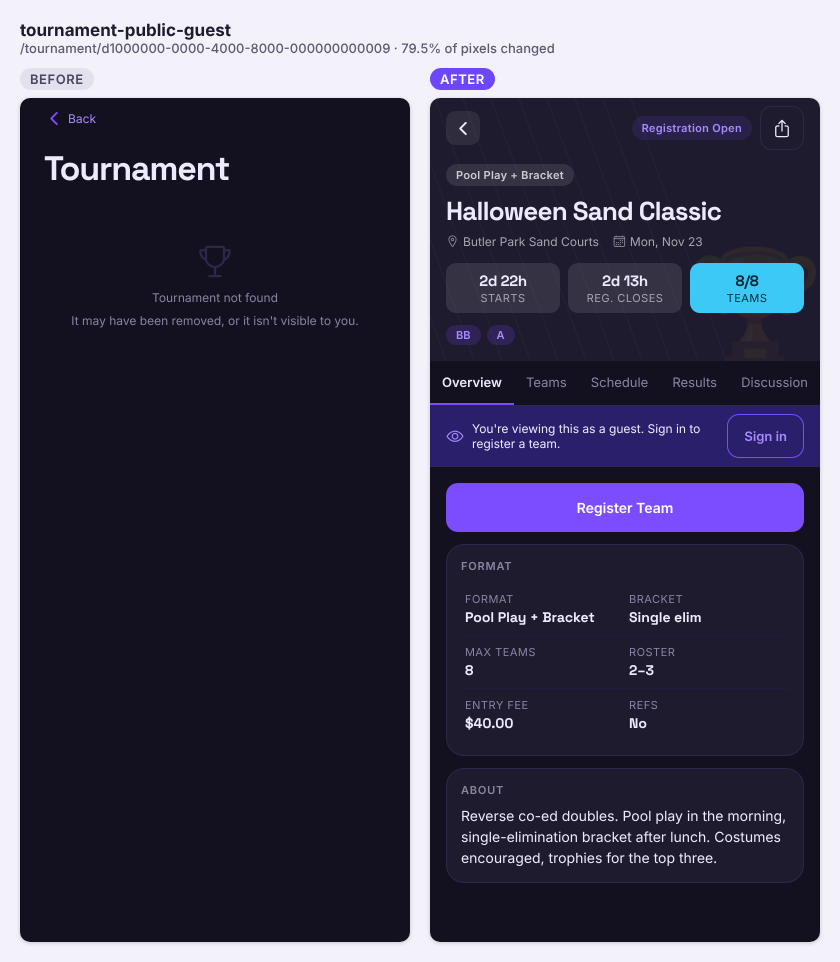 tournament-public-guest
/tournament/d1000000-0000-4000-8000-000000000009 · 79.5% of pixels changed
BEFORE
Back
Tournament
Tournament not found
It may have been removed, or it isn't visible to you.
AFTER
Registration Open
Pool Play + Bracket
Halloween Sand Classic
Butler Park Sand Courts Mon, Nov 23
2d 22h 2d 13h 8/8
STARTS REG. CLOSES TEAMS
BB A
Overview Teams Schedule Results Discussion
You're viewing this as a guest. Sign in to
register a team.
Sign in
Register Team
FORMAT
FORMAT BRACKET
Pool Play + Bracket Single elim
MAX TEAMS ROSTER
8 2–3
ENTRY FEE REFS
$40.00 No
ABOUT
Reverse co-ed doubles. Pool play in the morning,
single-elimination bracket after lunch. Costumes
encouraged, trophies for the top three.